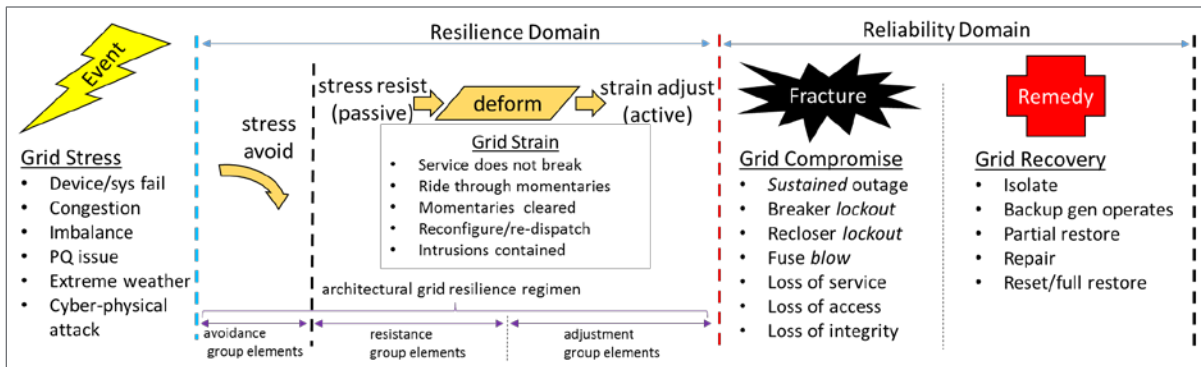 Event
Grid Stress
• Device/sys fail
• Congestion
• Imbalance
• PQ issue
• Extreme weather
• Cyber-physical
attack
Resilience Domain
stress
avoid
stress resist
(passive)
deform
strain adjust
(active)
Grid Strain
• Service does not break
• Ride through momentaries
• Momentaries cleared
• Reconfigure/re-dispatch
• Intrusions contained
architectural grid resilience regimen
avoidance
group elements
resistance
group elements
adjustment
group elements
Reliability Domain
Fracture
Grid Compromise
• Sustained outage
• Breaker lockout
• Recloser lockout
• Fuse blow
• Loss of service
• Loss of access
• Loss of integrity
Remedy
Grid Recovery
• Isolate
• Backup gen operates
• Partial restore
• Repair
• Reset/full restore